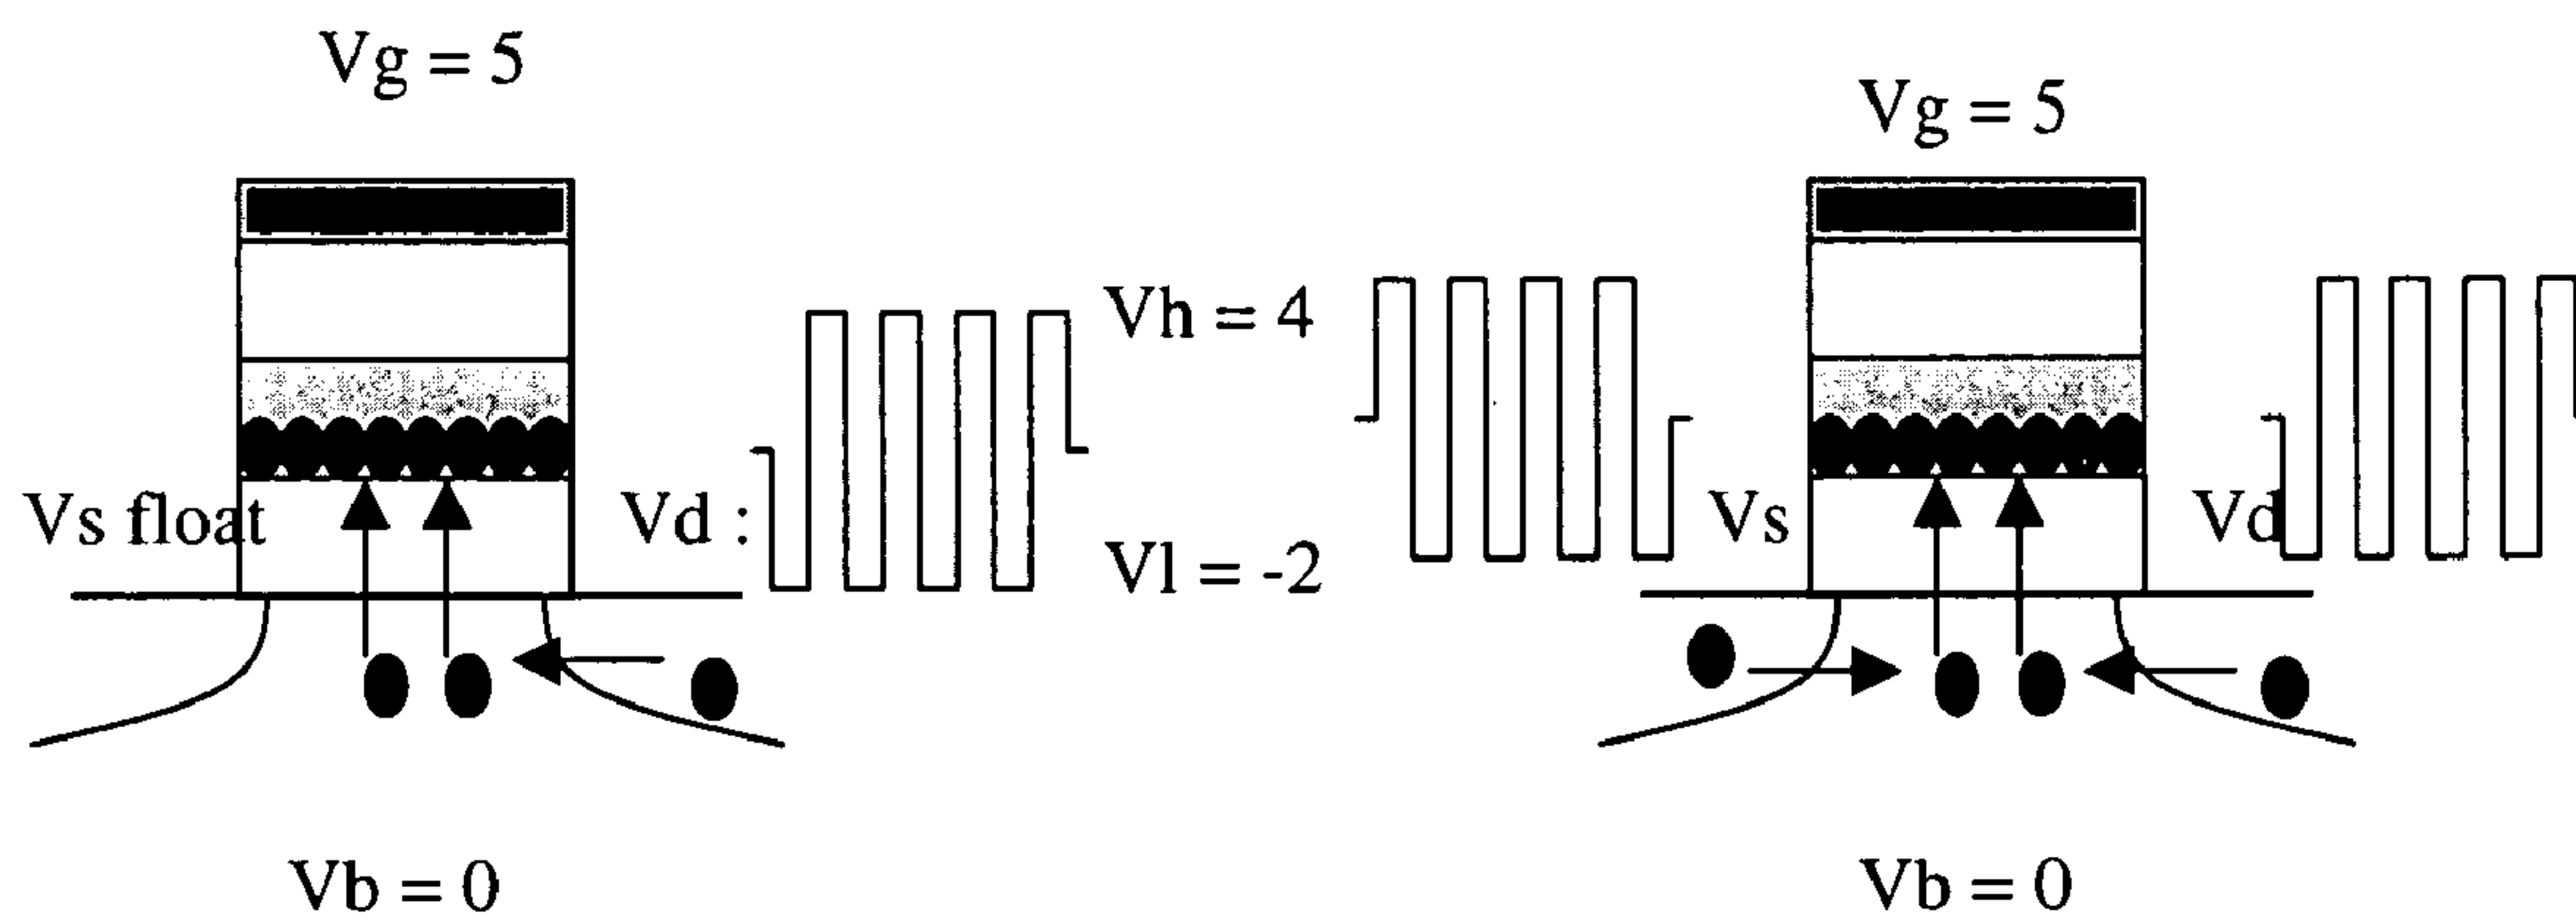 Vg = 5
Vs float
Vd :
Vb = 0
Vh = 4
Vl = -2
Vg = 5
Vs
Vd
Vb = 0